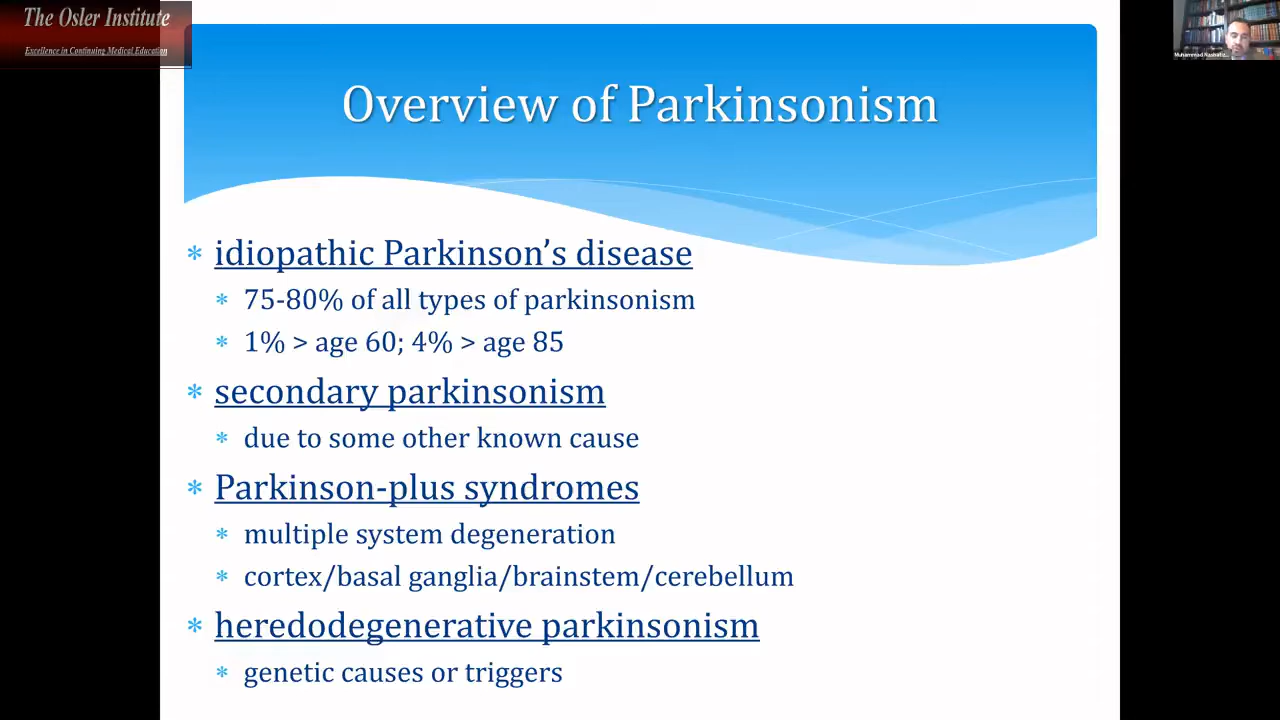 The Osler Institute
Excellence in Continuing Medical Education
Overview of Parkinsonism
* idiopathic Parkinson’s disease
* 75-80% of all types of parkinsonism
* 1% > age 60; 4% > age 85
* secondary parkinsonism
* due to some other known cause
* Parkinson-plus syndromes
* multiple system degeneration
* cortex/basal ganglia/brainstem/cerebellum
* heredodegenerative parkinsonism
* genetic causes or triggers
Muhammad